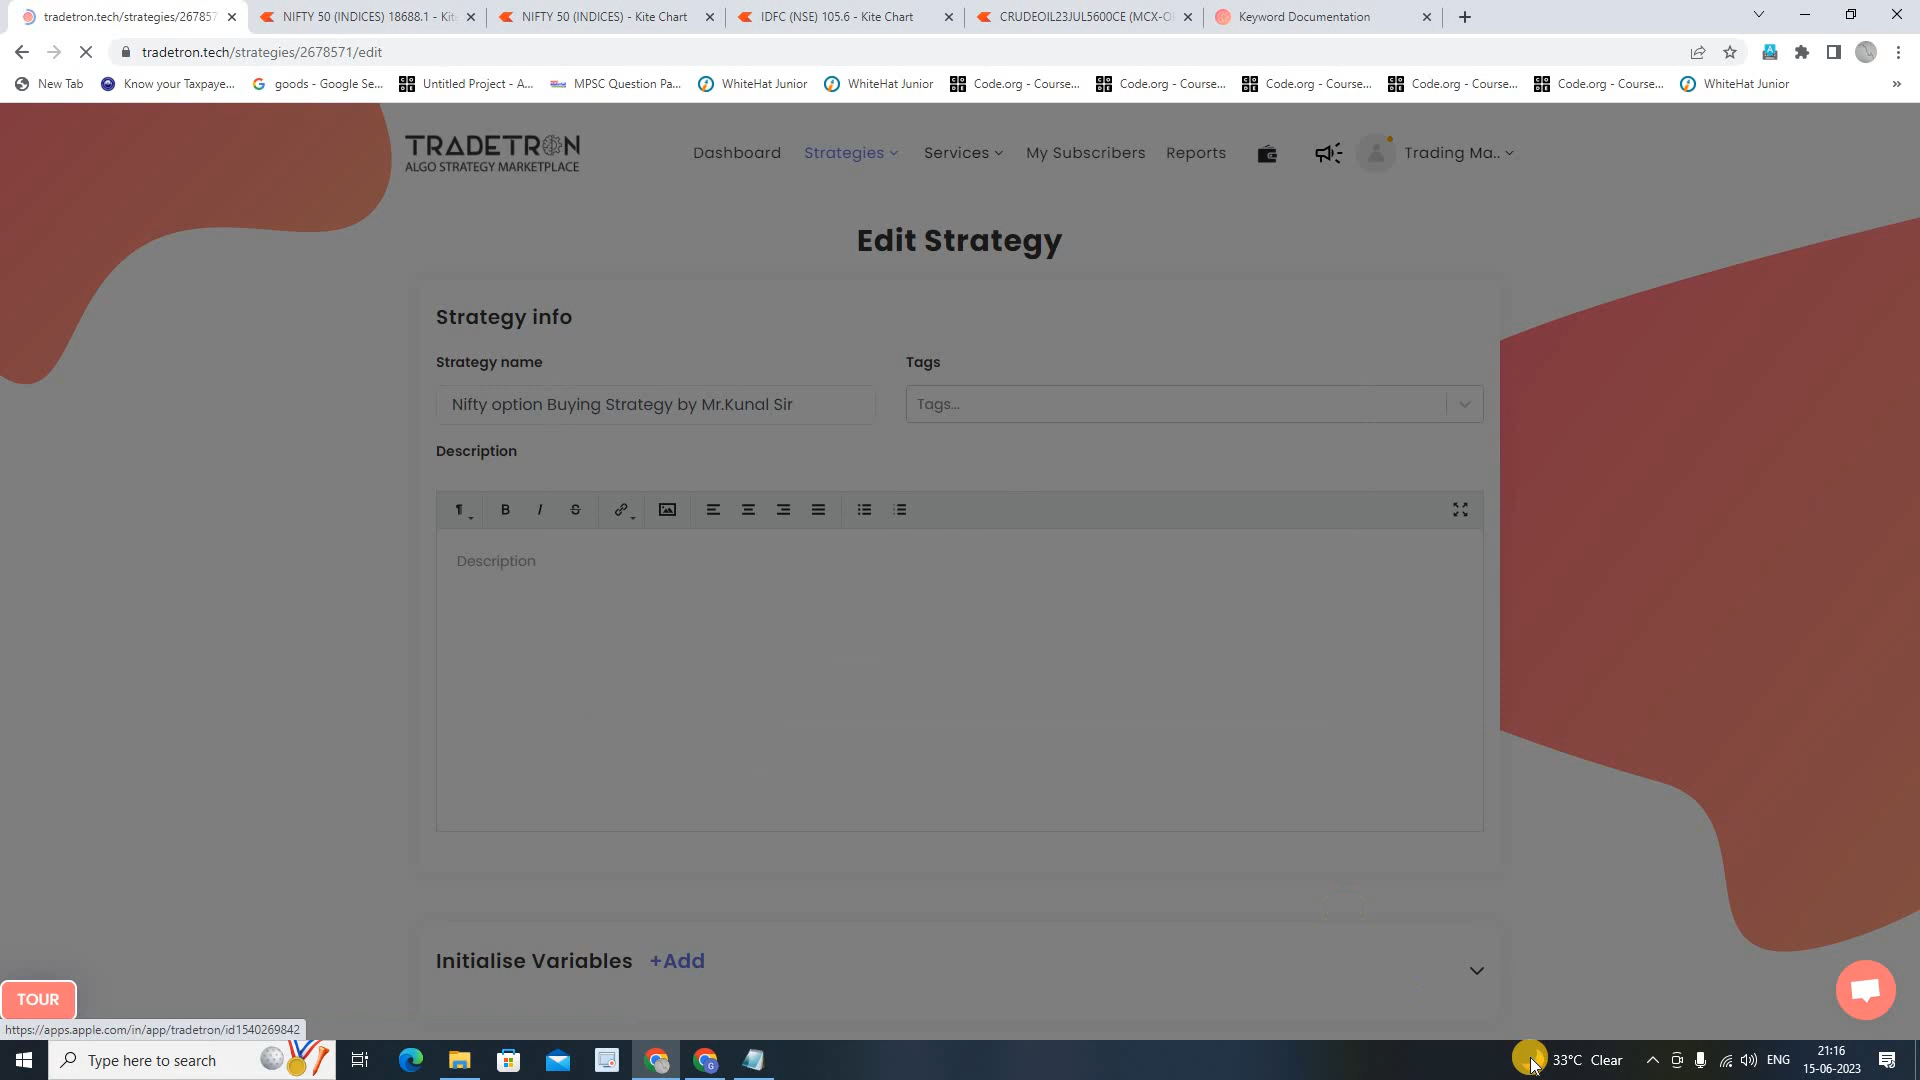 tradetron.tech/strategies/267857
NIFTY 50 (INDICES) 18688.1 - Kite
NIFTY 50 (INDICES) - Kite Chart
IDFC (NSE) 105.6 - Kite Chart
CRUDEOIL23JUL5600CE (MCX-O
Keyword Documentation
tradetron.tech/strategies/2678571/edit
New Tab
Know your Taxpaye...
goods - Google Se...
Untitled Project - A...
MPSC Question Pa...
WhiteHat Junior
WhiteHat Junior
Code.org - Course...
Code.org - Course...
Code.org - Course...
Code.org - Course...
Code.org - Course...
WhiteHat Junior
»
TRADETRON
ALGO STRATEGY MARKETPLACE
Dashboard
Strategies
Services
My Subscribers
Reports
Trading Ma..
Edit Strategy
Strategy info
Strategy name
Tags
Nifty option Buying Strategy by Mr.Kunal Sir
Tags...
Description
B
I
S
Description
Initialise Variables +Add
TOUR
https://apps.apple.com/in/app/tradetron/id1540269842
Type here to search
33°C Clear
ENG
21:16
15-06-2023